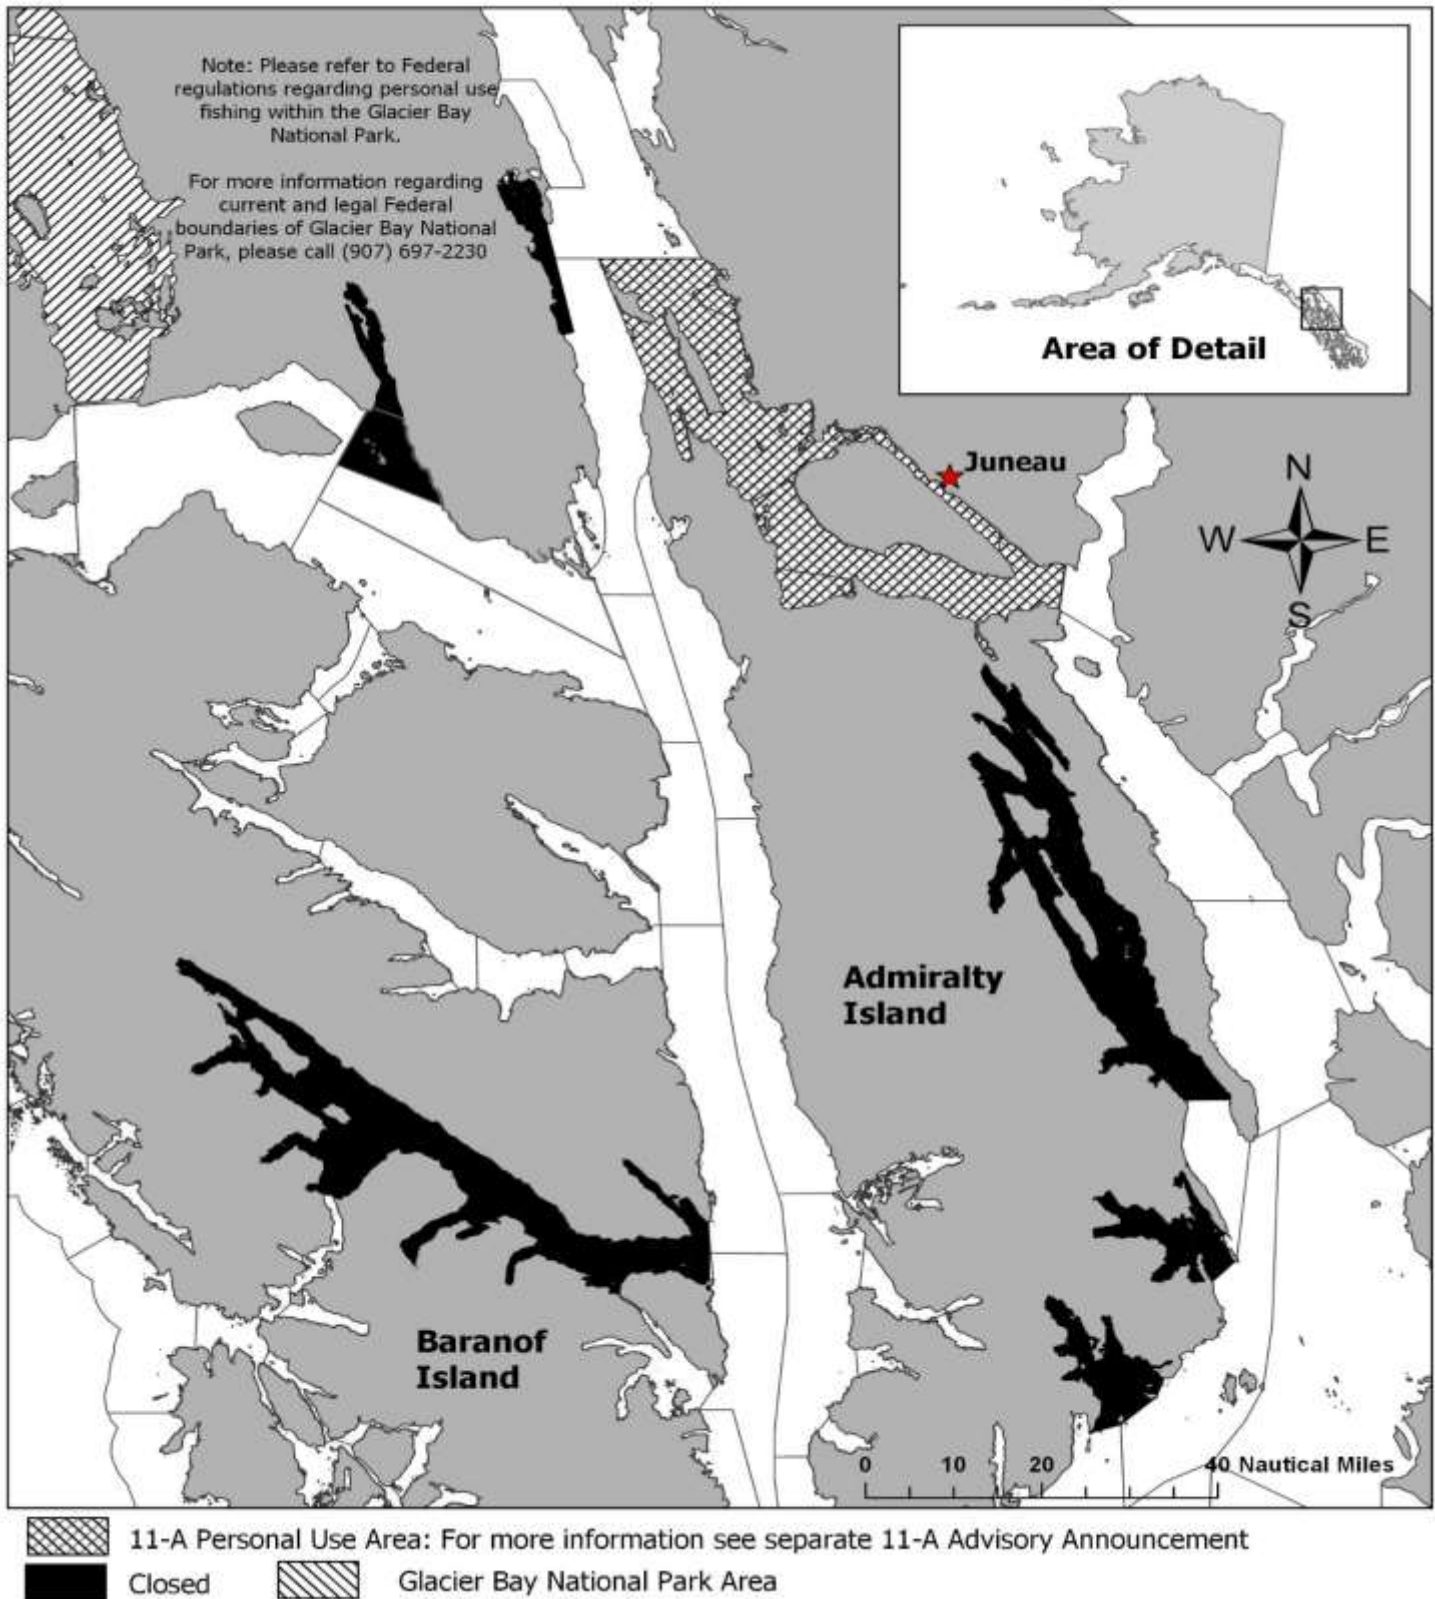 Note: Please refer to Federal
regulations regarding personal use
fishing within the Glacier Bay
National Park.
For more information regarding
current and legal Federal
boundaries of Glacier Bay National
Park, please call (907) 697-2230
Area of Detail
Juneau
N
W E
S
Admiralty
Island
Baranof
Island
0 10 20 40 Nautical Miles
11-A Personal Use Area: For more information see separate 11-A Advisory Announcement
Closed Glacier Bay National Park Area